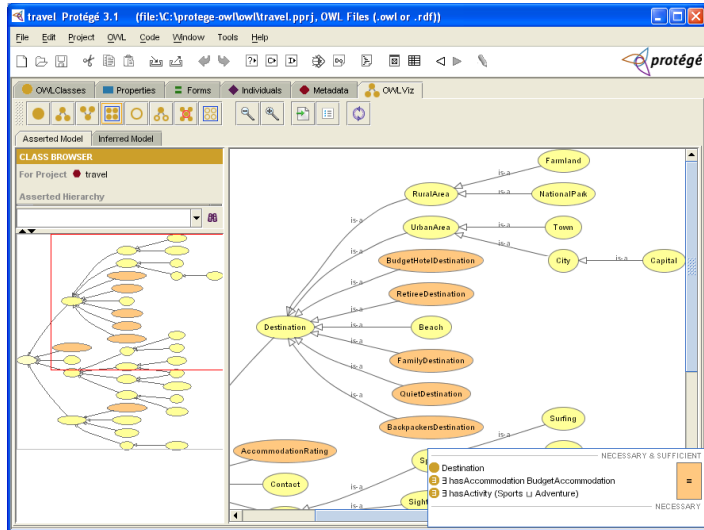 travel Protégé 3.1 (file:\C:\protege-owl\owl\travel.pprj, OWL Files (.owl or .rdf)
File Edit Project OWL Code Window Tools Help
protégé
OWLClasses Properties Forms Individuals Metadata OWLViz
Asserted Model Inferred Model
CLASS BROWSER
For Project travel
Asserted Hierarchy
Farmland
is-a
RuralArea is-a NationalPark
is-a
UrbanArea is-a Town
is-a
is-a
BudgetHotelDestination City is-a Capital
is-a
RetireeDestination
is-a
Destination is-a Beach
is-a
FamilyDestination
is-a
QuietDestination
is-a
BackpackersDestination
Surfing
is-a
AccommodationRating
Contact
is-a
Sight
NECESSARY & SUFFICIENT
Destination
∃ hasAccommodation BudgetAccommodation
∃ hasActivity (Sports ⊔ Adventure)
=
NECESSARY